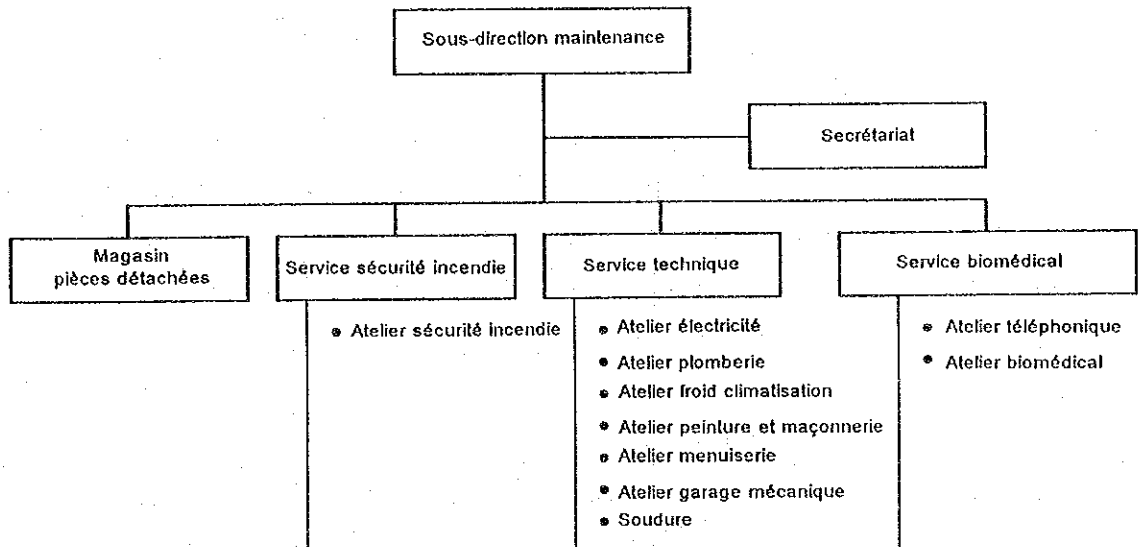 Sous-direction maintenance
Secrétariat
Magasin
pièces détachées
Service sécurité incendie
Service technique
Service biomédical
• Atelier sécurité incendie
• Atelier électricité
• Atelier plomberie
• Atelier froid climatisation
• Atelier peinture et maçonnerie
• Atelier menuiserie
• Atelier garage mécanique
• Soudure
• Atelier téléphonique
• Atelier biomédical